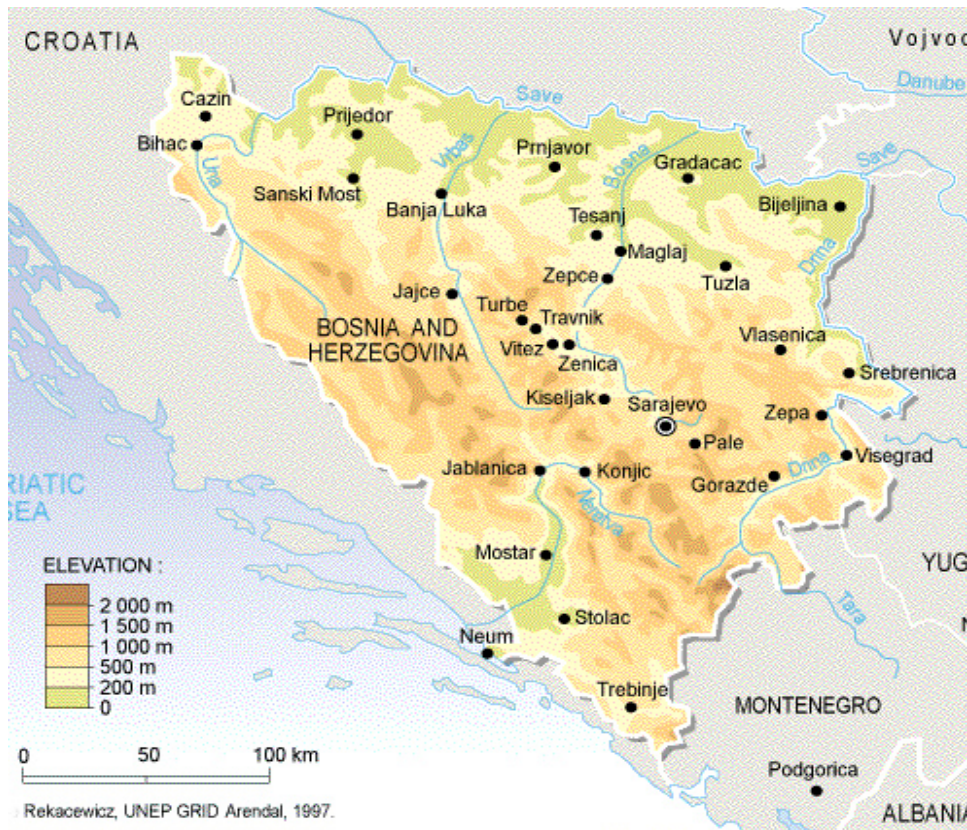 CROATIA
Vojvod
Danube
Save
Cazin
Prijedor
Vrbas
Prnjavor
Bosna
Gradacac
Save
Bihac
Una
Sanski Most
Banja Luka
Bijeljina
Tesanj
Maglaj
Drina
Zepce
Tuzla
Jajce
Turbe
Travnik
BOSNIA AND
HERZEGOVINA
Vitez
Zenica
Vlasenica
Srebrenica
Kiseljak
Sarajevo
Zepa
Pale
Visegrad
Jablanica
Konjic
Gorazde
Drina
RIATIC
SEA
Neretva
Mostar
YUG
ELEVATION :
2 000 m
1 500 m
1 000 m
500 m
200 m
0
Stolac
Tara
Neum
Trebinje
MONTENEGRO
0 50 100 km
Podgorica
Rekacewicz, UNEP GRID Arendal, 1997.
ALBANIA